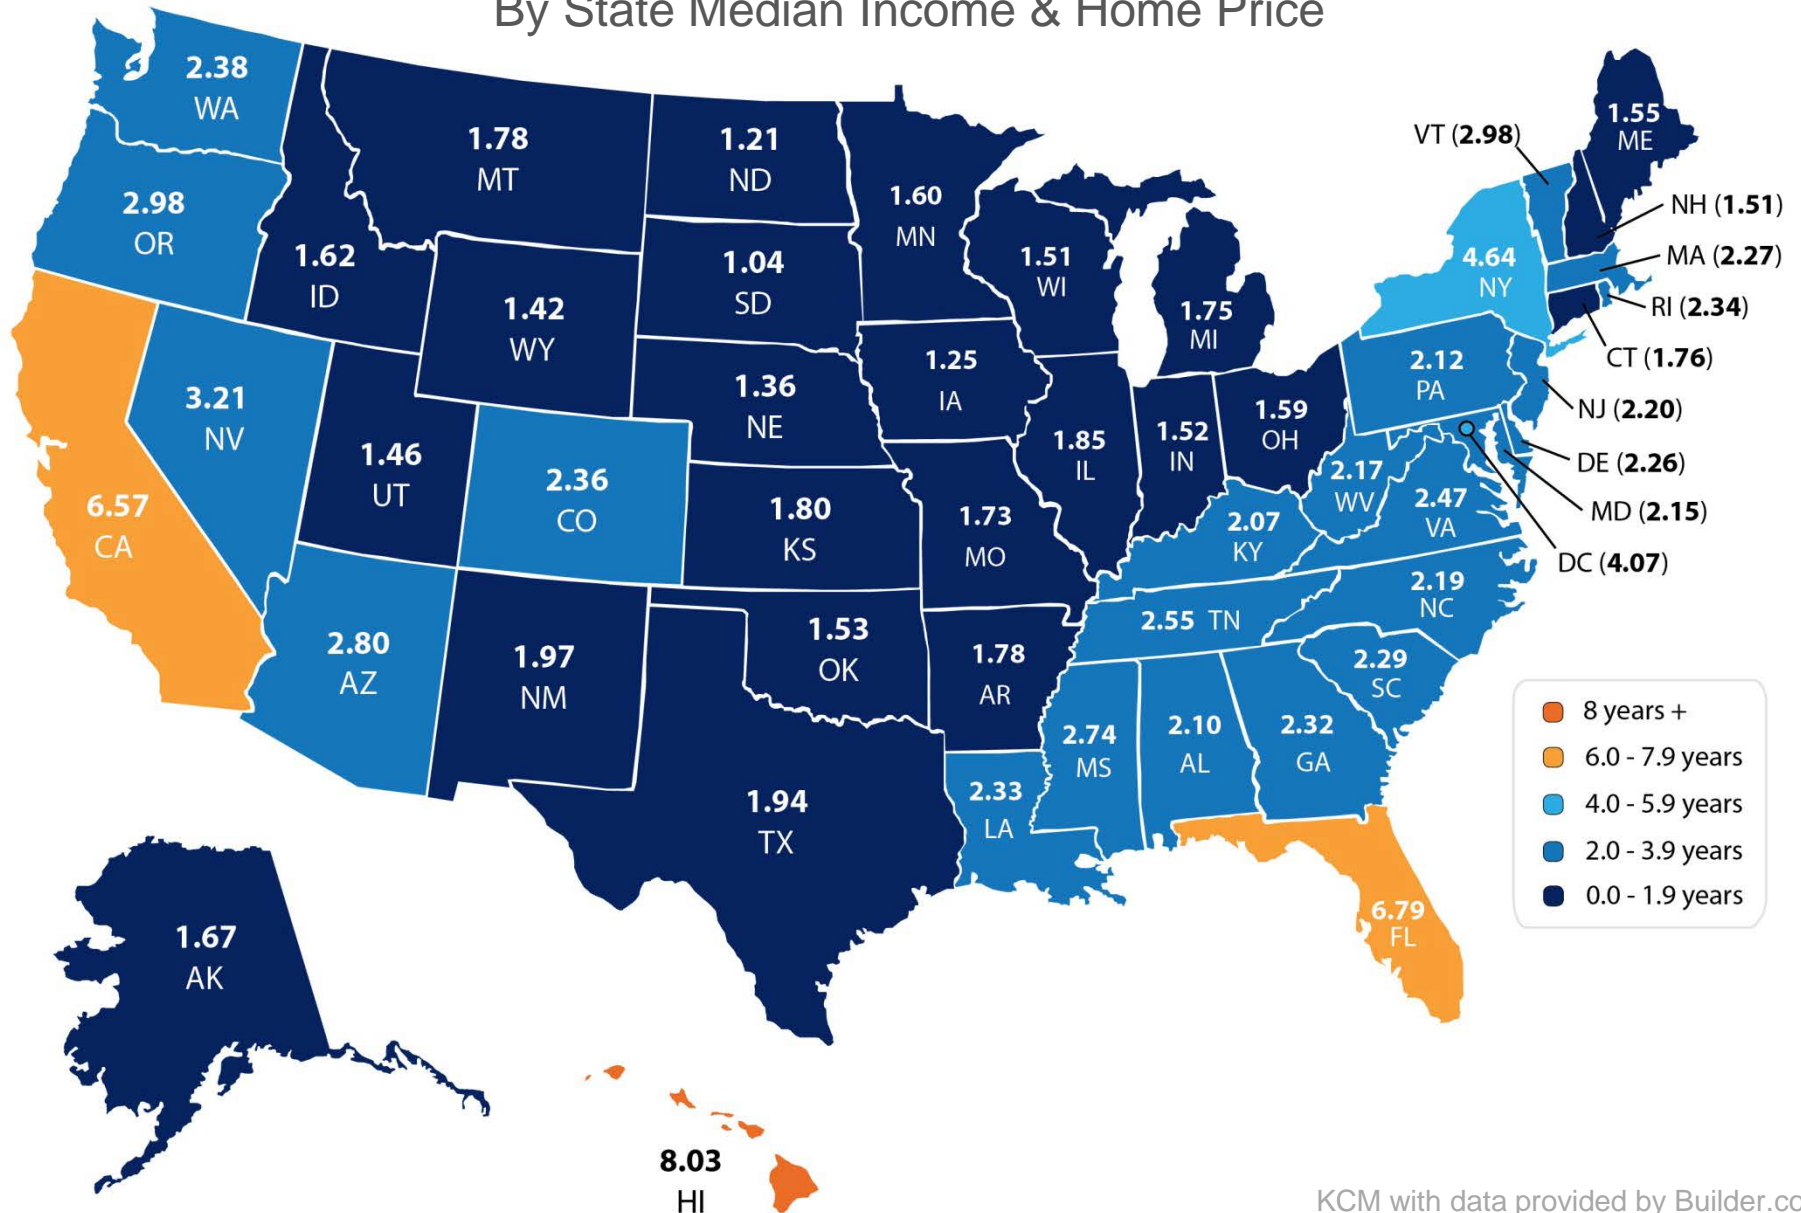 By State Median Income & Home Price
2.38
WA
2.98
OR
1.62
ID
1.78
MT
1.21
ND
1.60
MN
1.04
SD
1.42
WY
1.51
WI
1.75
MI
1.55
ME
VT (2.98)
NH (1.51)
MA (2.27)
RI (2.34)
CT (1.76)
NJ (2.20)
DE (2.26)
MD (2.15)
DC (4.07)
4.64
NY
2.12
PA
6.57
CA
3.21
NV
1.46
UT
2.36
CO
1.36
NE
1.25
IA
1.85
IL
1.52
IN
1.59
OH
2.17
WV
2.47
VA
1.80
KS
1.73
MO
2.07
KY
2.19
NC
2.55 TN
2.80
AZ
1.97
NM
1.53
OK
1.78
AR
2.29
SC
2.74
MS
2.10
AL
2.32
GA
1.94
TX
2.33
LA
6.79
FL
1.67
AK
8.03
HI
8 years +
6.0 - 7.9 years
4.0 - 5.9 years
2.0 - 3.9 years
0.0 - 1.9 years
KCM with data provided by Builder.co